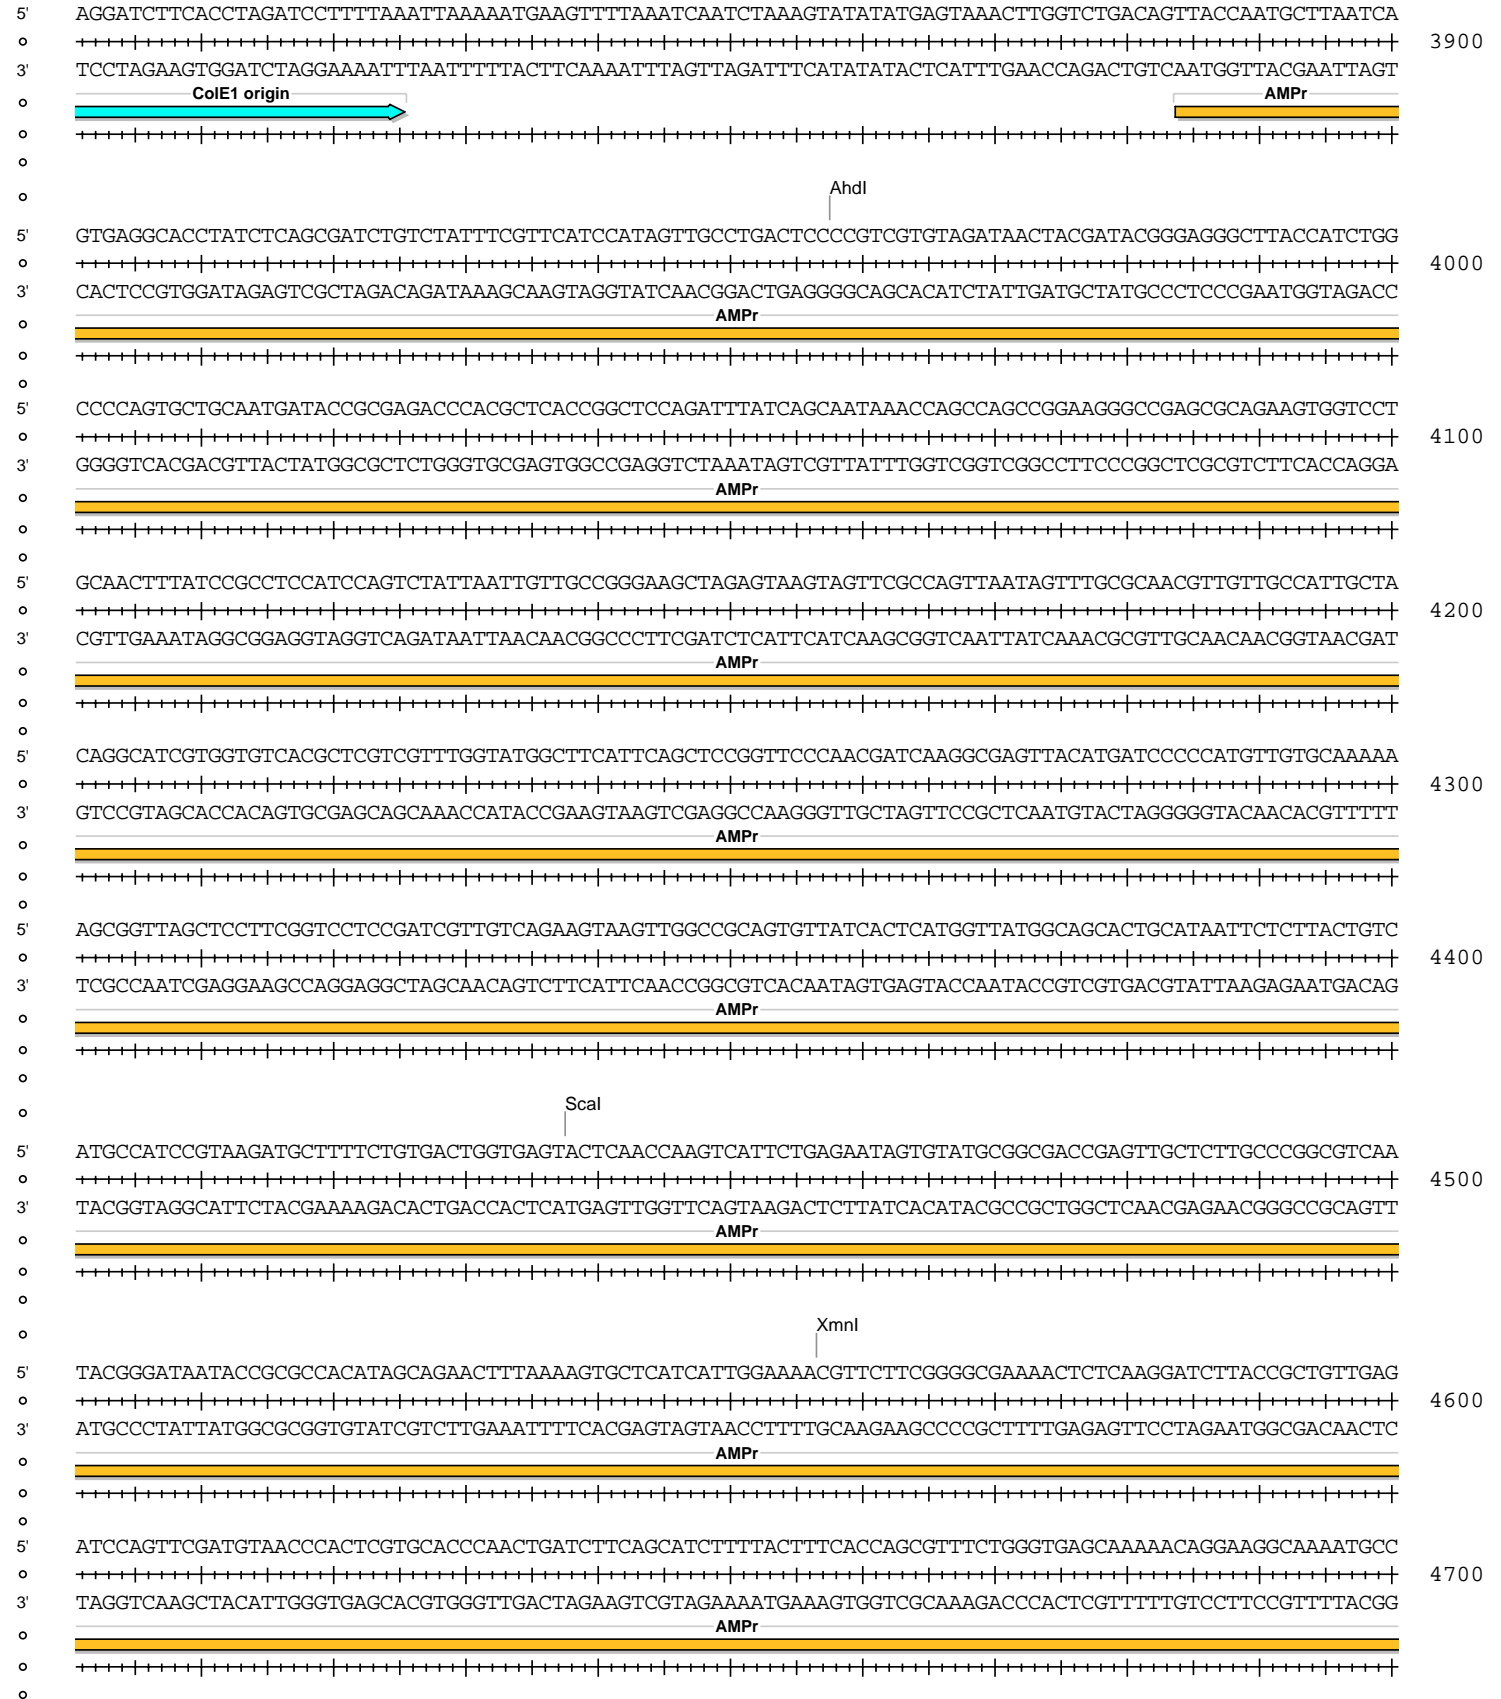 5' AGGATCTTCACCTAGATCCTTTTAAATTAAAAATGAAGTTTTAAATCAATCTAAAGTATATATGAGTAAACTTGGTCTGACAGTTACCAATGCTTAATCA
3900
3' TCCTAGAAGTGGATCTAGGAAAATTTAATTTTTACTTCAAAATTTAGTTAGATTTCATATATACTCATTTGAACCAGACTGTCAATGGTTACGAATTAGT
ColE1 origin AMPr
AhdI
5' GTGAGGCACCTATCTCAGCGATCTGTCTATTTCGTTCATCCATAGTTGCCTGACTCCCCGTCGTGTAGATAACTACGATACGGGAGGGCTTACCATCTGG
4000
3' CACTCCGTGGATAGAGTCGCTAGACAGATAAAGCAAGTAGGTATCAACGGACTGAGGGGCAGCACATCTATTGATGCTATGCCCTCCCGAATGGTAGACC
AMPr
5' CCCCAGTGCTGCAATGATACCGCGAGACCCACGCTCACCGGCTCCAGATTTATCAGCAATAAACCAGCCAGCCGGAAGGGCCGAGCGCAGAAGTGGTCCT
4100
3' GGGGTCACGACGTTACTATGGCGCTCTGGGTGCGAGTGGCCGAGGTCTAAATAGTCGTTATTTGGTCGGTCGGCCTTCCCGGCTCGCGTCTTCACCAGGA
AMPr
5' GCAACTTTATCCGCCTCCATCCAGTCTATTAATTGTTGCCGGGAAGCTAGAGTAAGTAGTTCGCCAGTTAATAGTTTGCGCAACGTTGTTGCCATTGCTA
4200
3' CGTTGAAATAGGCGGAGGTAGGTCAGATAATTAACAACGGCCCTTCGATCTCATTCATCAAGCGGTCAATTATCAAACGCGTTGCAACAACGGTAACGAT
AMPr
5' CAGGCATCGTGGTGTCACGCTCGTCGTTTGGTATGGCTTCATTCAGCTCCGGTTCCCAACGATCAAGGCGAGTTACATGATCCCCCATGTTGTGCAAAAA
4300
3' GTCCGTAGCACCACAGTGCGAGCAGCAAACCATACCGAAGTAAGTCGAGGCCAAGGGTTGCTAGTTCCGCTCAATGTACTAGGGGGTACAACACGTTTTT
AMPr
5' AGCGGTTAGCTCCTTCGGTCCTCCGATCGTTGTCAGAAGTAAGTTGGCCGCAGTGTTATCACTCATGGTTATGGCAGCACTGCATAATTCTCTTACTGTC
4400
3' TCGCCAATCGAGGAAGCCAGGAGGCTAGCAACAGTCTTCATTCAACCGGCGTCACAATAGTGAGTACCAATACCGTCGTGACGTATTAAGAGAATGACAG
AMPr
ScaI
5' ATGCCATCCGTAAGATGCTTTTCTGTGACTGGTGAGTACTCAACCAAGTCATTCTGAGAATAGTGTATGCGGCGACCGAGTTGCTCTTGCCCGGCGTCAA
4500
3' TACGGTAGGCATTCTACGAAAAGACACTGACCACTCATGAGTTGGTTCAGTAAGACTCTTATCACATACGCCGCTGGCTCAACGAGAACGGGCCGCAGTT
AMPr
XmnI
5' TACGGGATAATACCGCGCCACATAGCAGAACTTTAAAAGTGCTCATCATTGGAAAACGTTCTTCGGGGCGAAAACTCTCAAGGATCTTACCGCTGTTGAG
4600
3' ATGCCCTATTATGGCGCGGTGTATCGTCTTGAAATTTTCACGAGTAGTAACCTTTTGCAAGAAGCCCCGCTTTTGAGAGTTCCTAGAATGGCGACAACTC
AMPr
5' ATCCAGTTCGATGTAACCCACTCGTGCACCCAACTGATCTTCAGCATCTTTTACTTTCACCAGCGTTTCTGGGTGAGCAAAAACAGGAAGGCAAAATGCC
4700
3' TAGGTCAAGCTACATTGGGTGAGCACGTGGGTTGACTAGAAGTCGTAGAAAATGAAAGTGGTCGCAAAGACCCACTCGTTTTTGTCCTTCCGTTTTACGG
AMPr